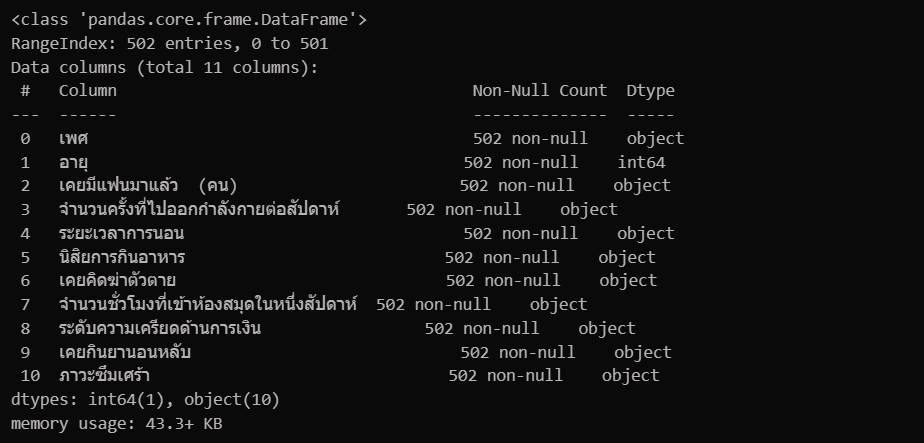 <class 'pandas.core.frame.DataFrame'>
RangeIndex: 502 entries, 0 to 501
Data columns (total 11 columns):
 #   Column                                     Non-Null Count  Dtype
---  ------                                     --------------  -----
 0   เพศ                                        502 non-null    object
 1   อายุ                                       502 non-null    int64
 2   เคยมีแฟนมาแล้ว  (คน)                       502 non-null    object
 3   จำนวนครั้งที่ไปออกกำลังกายต่อสัปดาห์       502 non-null    object
 4   ระยะเวลาการนอน                             502 non-null    object
 5   นิสิยการกินอาหาร                           502 non-null    object
 6   เคยคิดฆ่าตัวตาย                            502 non-null    object
 7   จำนวนชั่วโมงที่เข้าห้องสมุดในหนึ่งสัปดาห์  502 non-null    object
 8   ระดับความเครียดด้านการเงิน                 502 non-null    object
 9   เคยกินยานอนหลับ                            502 non-null    object
 10  ภาวะซึมเศร้า                               502 non-null    object
dtypes: int64(1), object(10)
memory usage: 43.3+ KB